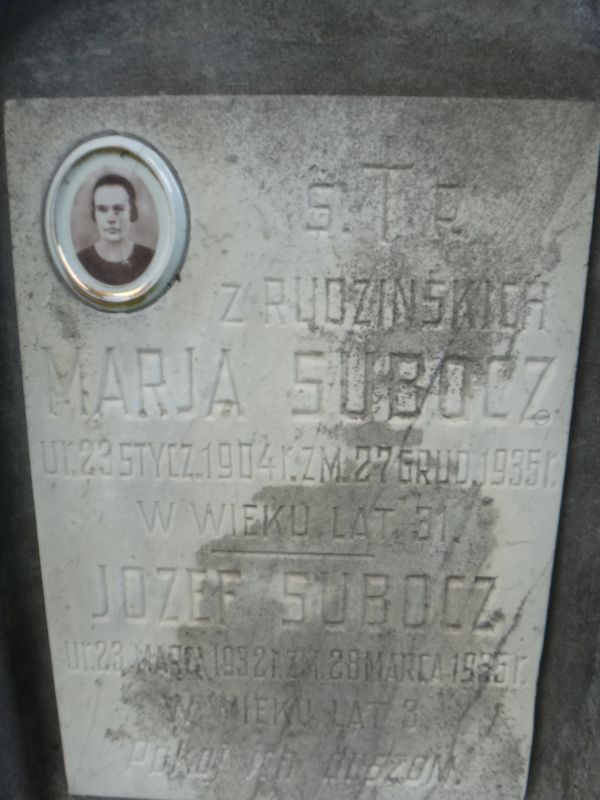 Ś. † P.
Z RUDZIŃSKICH
MARJA SUBOCZ
UR. 23 STYCZ. 1904 r. ZM. 27 GRUD. 1935 r.
W WIEKU LAT 31.
JÓZEF SUBOCZ
UR. 23 MARCA 1932 r. ZM. 28 MARCA 1935 r.
W WIEKU LAT 3
Pokój ich duszom.